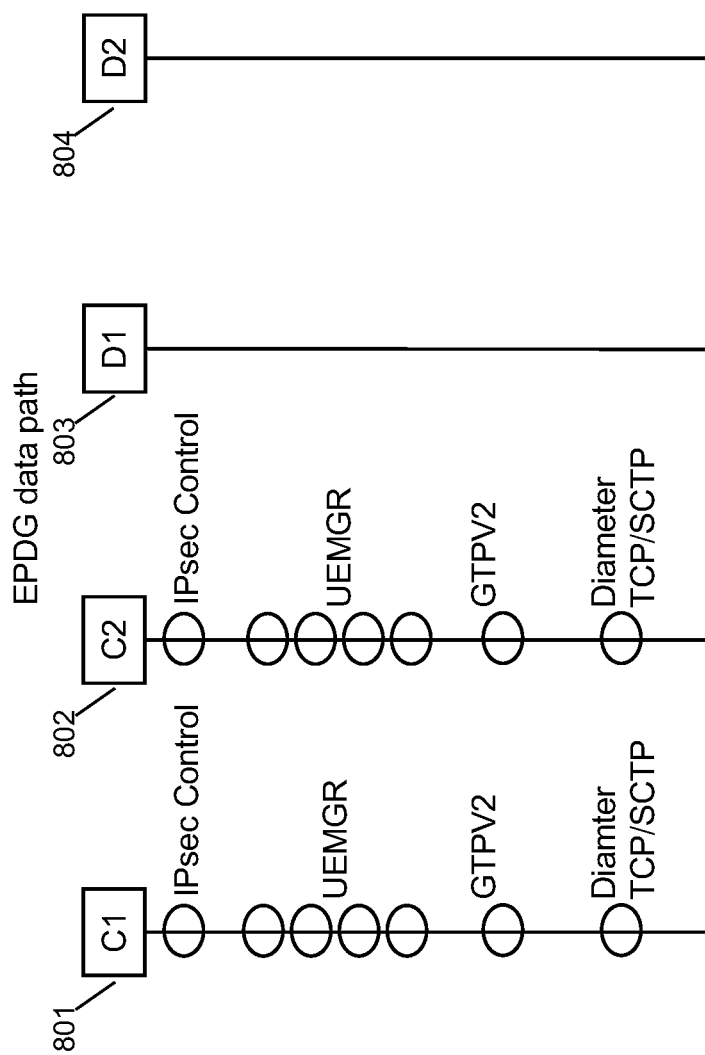 EPDG data path
801
C1
IPsec Control
UEMGR
GTPV2
Diamter
TCP/SCTP
802
C2
IPsec Control
UEMGR
GTPV2
Diameter
TCP/SCTP
803
D1
804
D2